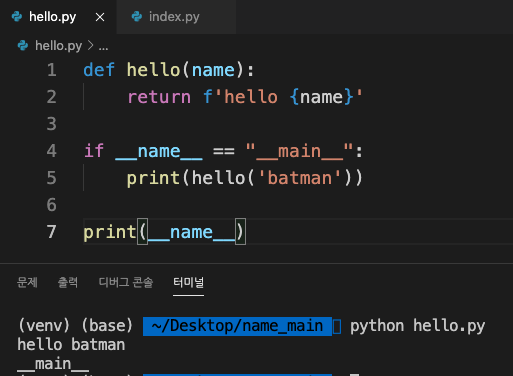 hello.py × index.py
hello.py > ...
1 def hello(name):
2     return f'hello {name}'
3
4 if __name__ == "__main__":
5     print(hello('batman'))
6
7 print(__name__)
문제 출력 디버그 콘솔 터미널
(venv) (base) ~/Desktop/name_main python hello.py
hello batman
__main__